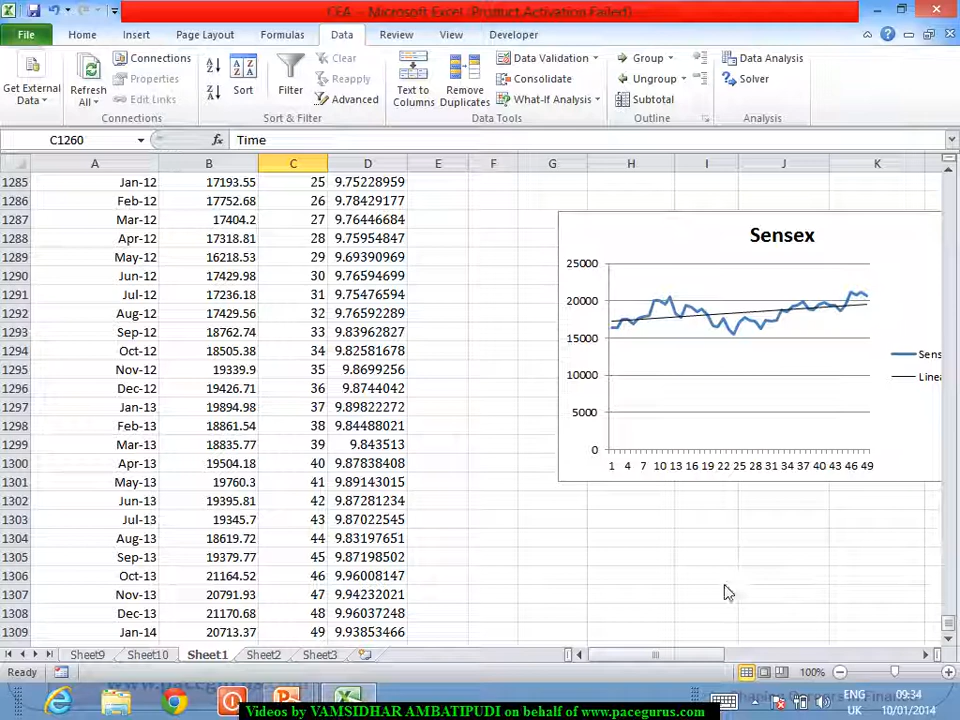 CEA - Microsoft Excel (Product Activation Failed)
File Home Insert Page Layout Formulas Data Review View Developer
Get External Data
Refresh All
Connections
Properties
Edit Links
Connections
Sort
Filter
Clear
Reapply
Advanced
Sort & Filter
Text to Columns
Remove Duplicates
Data Validation
Consolidate
What-If Analysis
Data Tools
Group
Ungroup
Subtotal
Outline
Data Analysis
Solver
Analysis
C1260 fx Time
A B C D E F G H I J K
1285 Jan-12 17193.55 25 9.75228959
1286 Feb-12 17752.68 26 9.78429177
1287 Mar-12 17404.2 27 9.76446684
1288 Apr-12 17318.81 28 9.75954847
1289 May-12 16218.53 29 9.69390969
1290 Jun-12 17429.98 30 9.76594699
1291 Jul-12 17236.18 31 9.75476594
1292 Aug-12 17429.56 32 9.76592289
1293 Sep-12 18762.74 33 9.83962827
1294 Oct-12 18505.38 34 9.82581678
1295 Nov-12 19339.9 35 9.8699256
1296 Dec-12 19426.71 36 9.8744042
1297 Jan-13 19894.98 37 9.89822272
1298 Feb-13 18861.54 38 9.84488021
1299 Mar-13 18835.77 39 9.843513
1300 Apr-13 19504.18 40 9.87838408
1301 May-13 19760.3 41 9.89143015
1302 Jun-13 19395.81 42 9.87281234
1303 Jul-13 19345.7 43 9.87022545
1304 Aug-13 18619.72 44 9.83197651
1305 Sep-13 19379.77 45 9.87198502
1306 Oct-13 21164.52 46 9.96008147
1307 Nov-13 20791.93 47 9.94232021
1308 Dec-13 21170.68 48 9.96037248
1309 Jan-14 20713.37 49 9.93853466
Sensex
25000
20000
15000
10000
5000
0
1 4 7 10 13 16 19 22 25 28 31 34 37 40 43 46 49
Sens
Linea
Sheet9 Sheet10 Sheet1 Sheet2 Sheet3
Ready 100%
www.pacegurus.com
ENG
UK
09:34
10/01/2014
Videos by VAMSIDHAR AMBATIPUDI on behalf of www.pacegurus.com